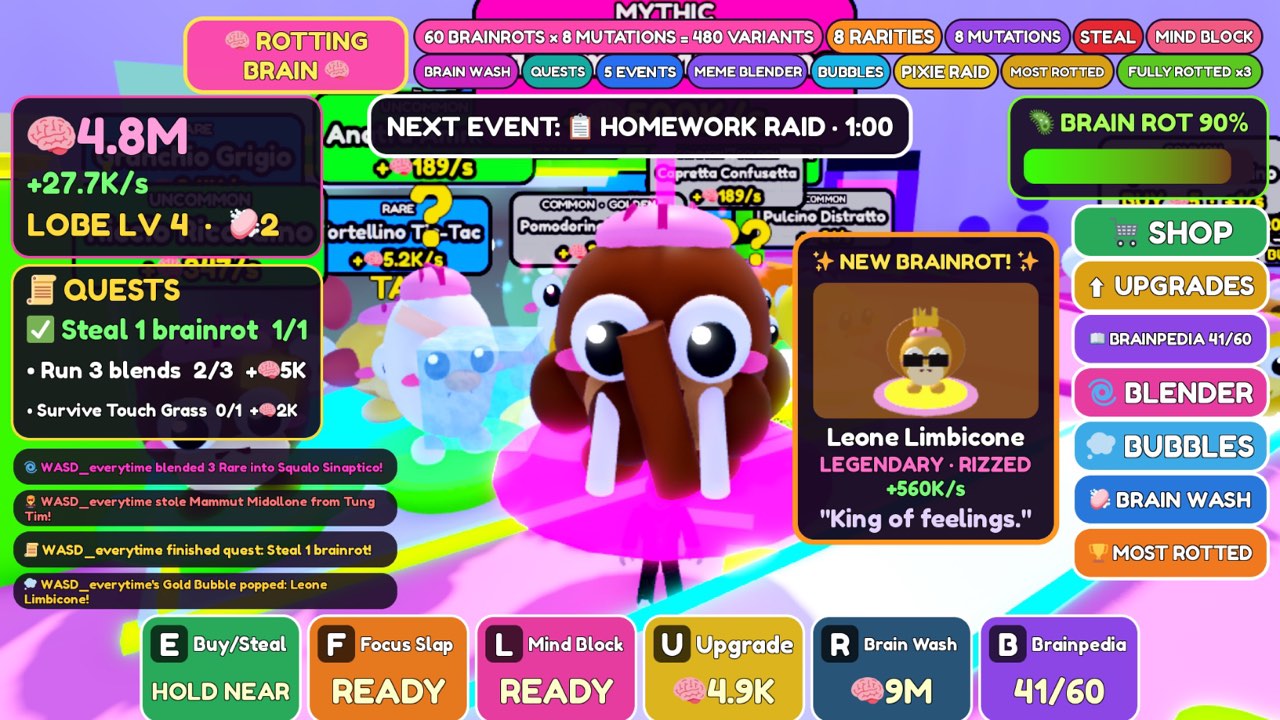 MYTHIC
🧠 ROTTING
BRAIN 🧠
60 BRAINROTS x 8 MUTATIONS = 480 VARIANTS
8 RARITIES
8 MUTATIONS
STEAL
MIND BLOCK
BRAIN WASH
QUESTS
5 EVENTS
MEME BLENDER
BUBBLES
PIXIE RAID
MOST ROTTED
FULLY ROTTED x3
🧠4.8M
+27.7K/s
LOBE LV 4 · 2
NEXT EVENT: 📋 HOMEWORK RAID · 1:00
🦠 BRAIN ROT 90%
Granchio Grigio
UNCOMMON
+🧠189/s
RARE
Tortellino Tic-Tac
+🧠5.2K/s
COMMON · GOLDEN
Capretta Confusetta
+🧠189/s
COMMON
Pulcino Distratto
📜 QUESTS
✅ Steal 1 brainrot 1/1
• Run 3 blends 2/3 +🧠5K
• Survive Touch Grass 0/1 +🧠2K
✨ NEW BRAINROT! ✨
Leone Limbicone
LEGENDARY · RIZZED
+560K/s
"King of feelings."
🛒 SHOP
⬆ UPGRADES
📖 BRAINPEDIA 41/60
🌀 BLENDER
💭 BUBBLES
🧼 BRAIN WASH
🏆 MOST ROTTED
🌀 WASD_everytime blended 3 Rare into Squalo Sinaptico!
WASD_everytime stole Mammut Midollone from Tung
Tim!
📜 WASD_everytime finished quest: Steal 1 brainrot!
💭 WASD_everytime's Gold Bubble popped: Leone
Limbicone!
E Buy/Steal
HOLD NEAR
F Focus Slap
READY
L Mind Block
READY
U Upgrade
🧠4.9K
R Brain Wash
🧠9M
B Brainpedia
41/60